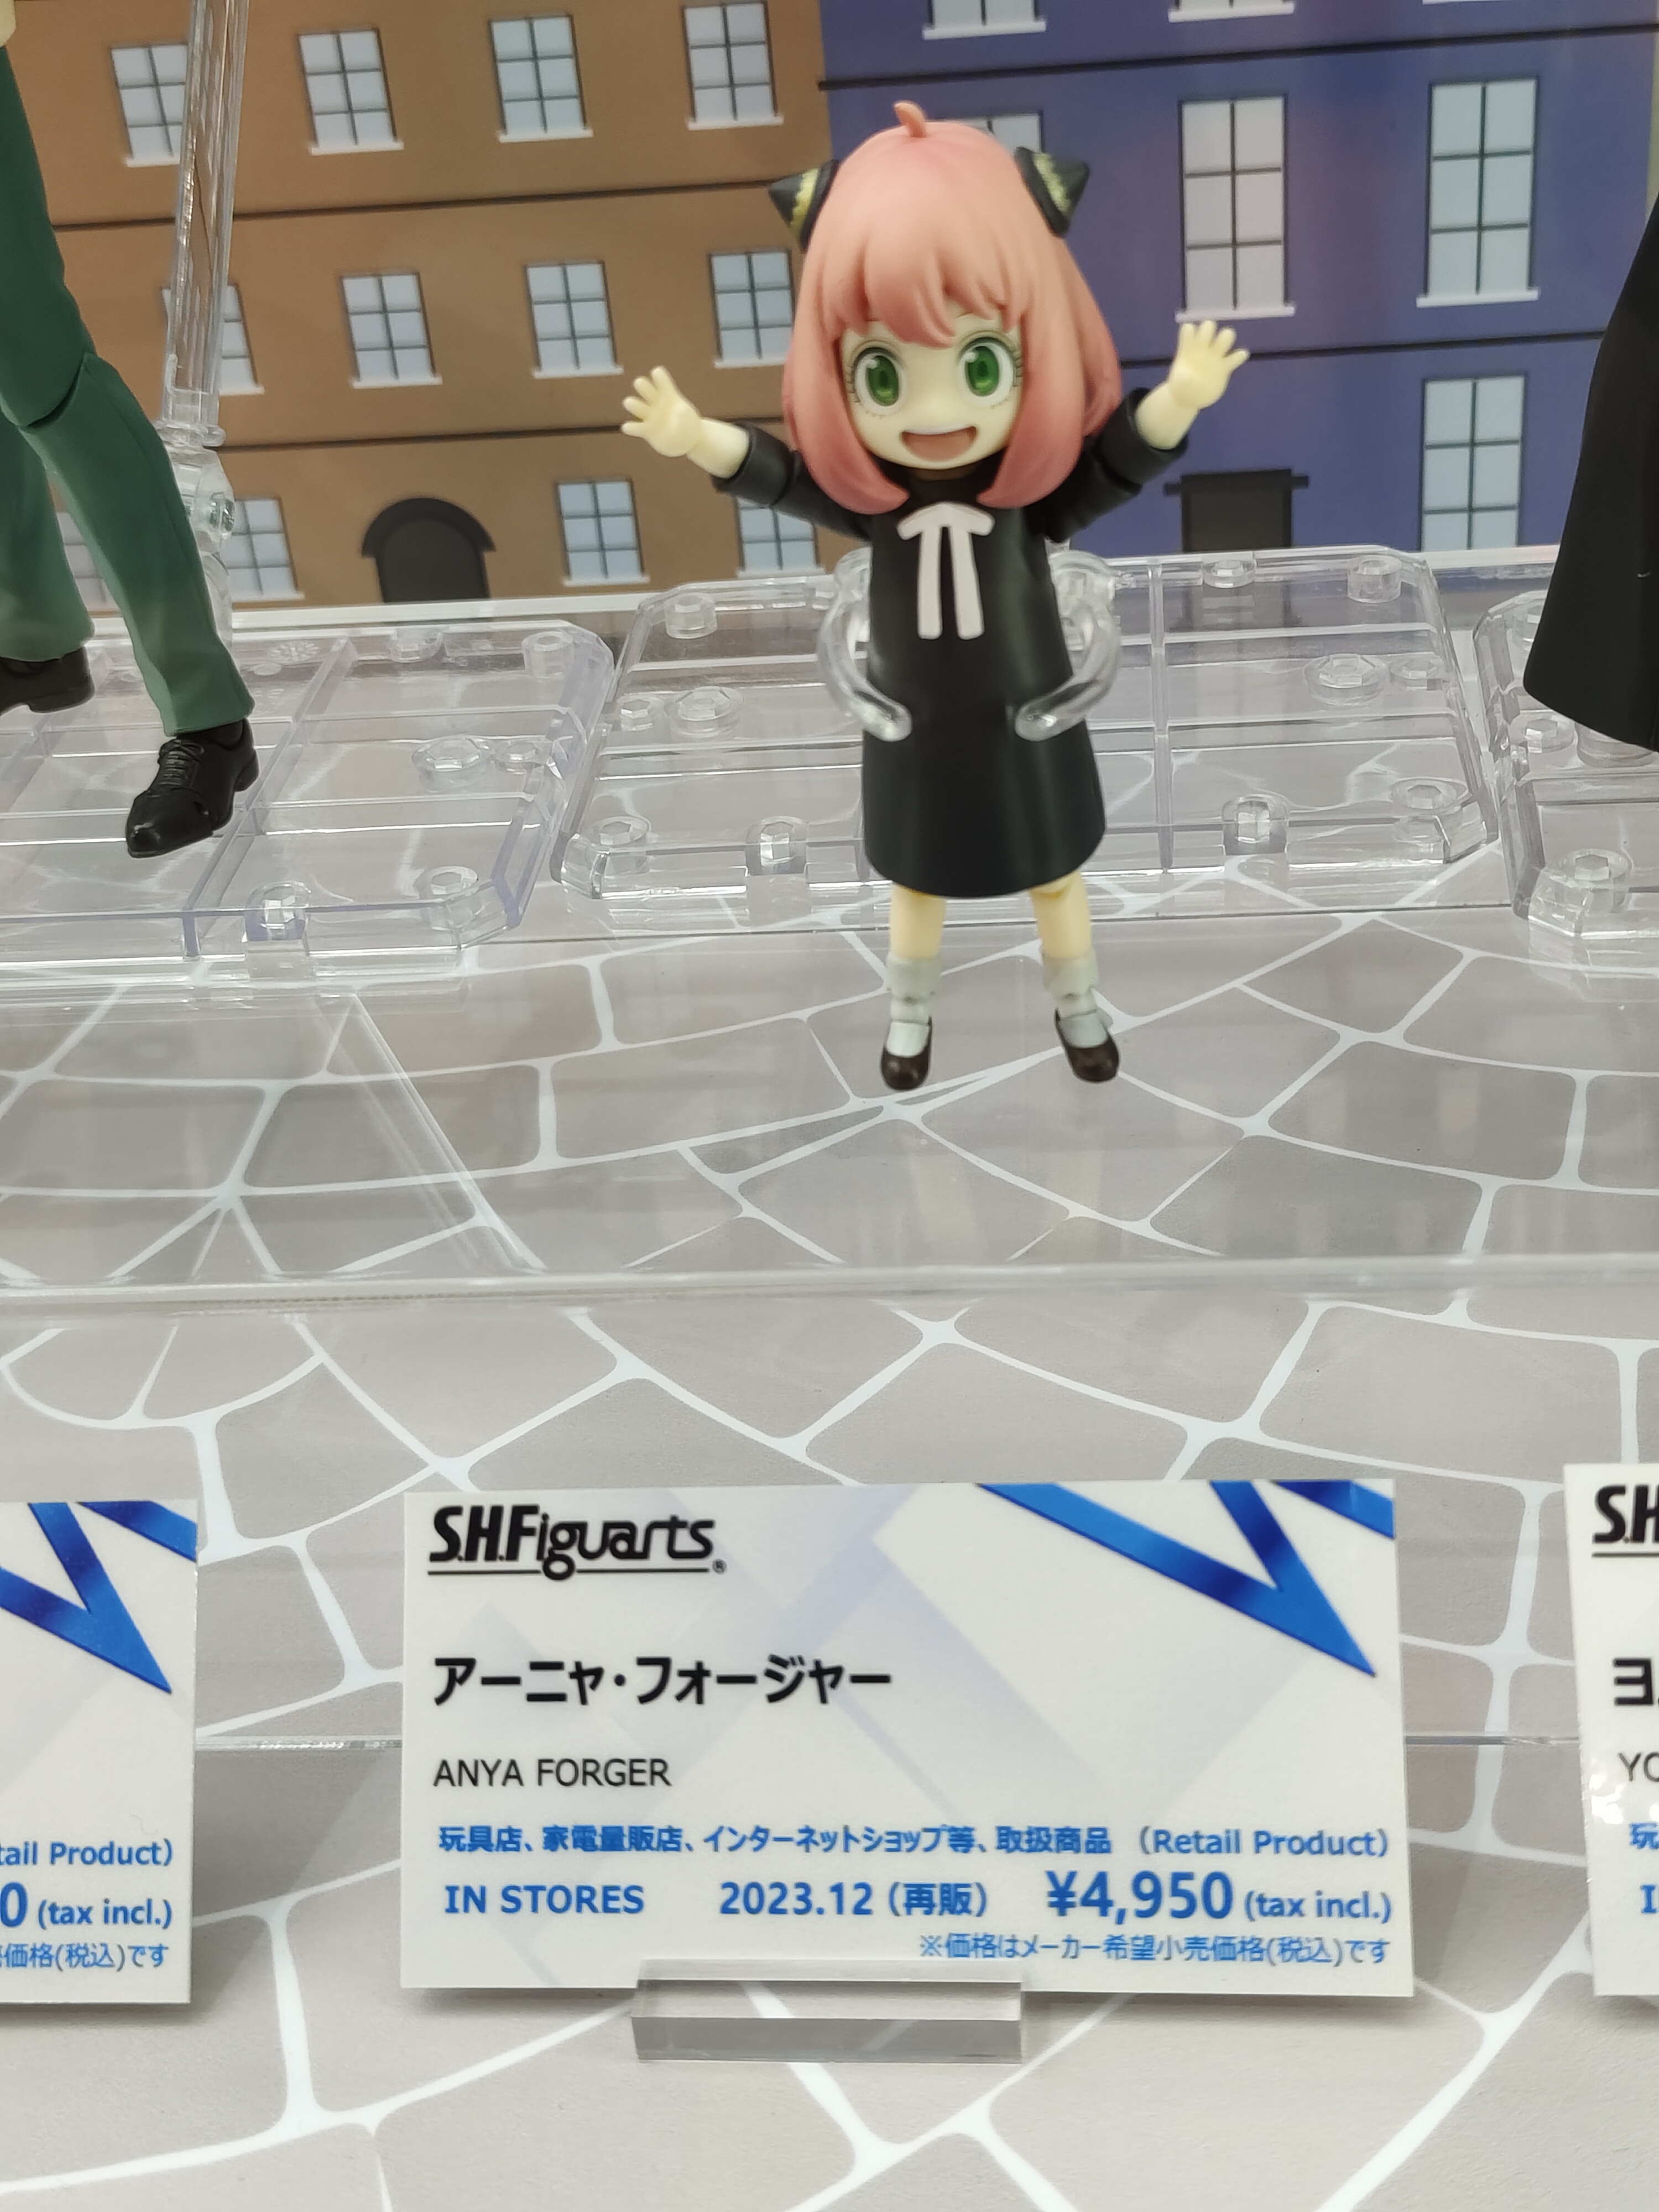 S.H.Figuarts®
アーニャ・フォージャー
ANYA FORGER
玩具店、家電量販店、インターネットショップ等、取扱商品 (Retail Product)
IN STORES 2023.12（再販） ¥4,950 (tax incl.)
※価格はメーカー希望小売価格(税込)です
tail Product)
0 (tax incl.)
価格(税込)です
S.H
ヨ
YO
玩
I